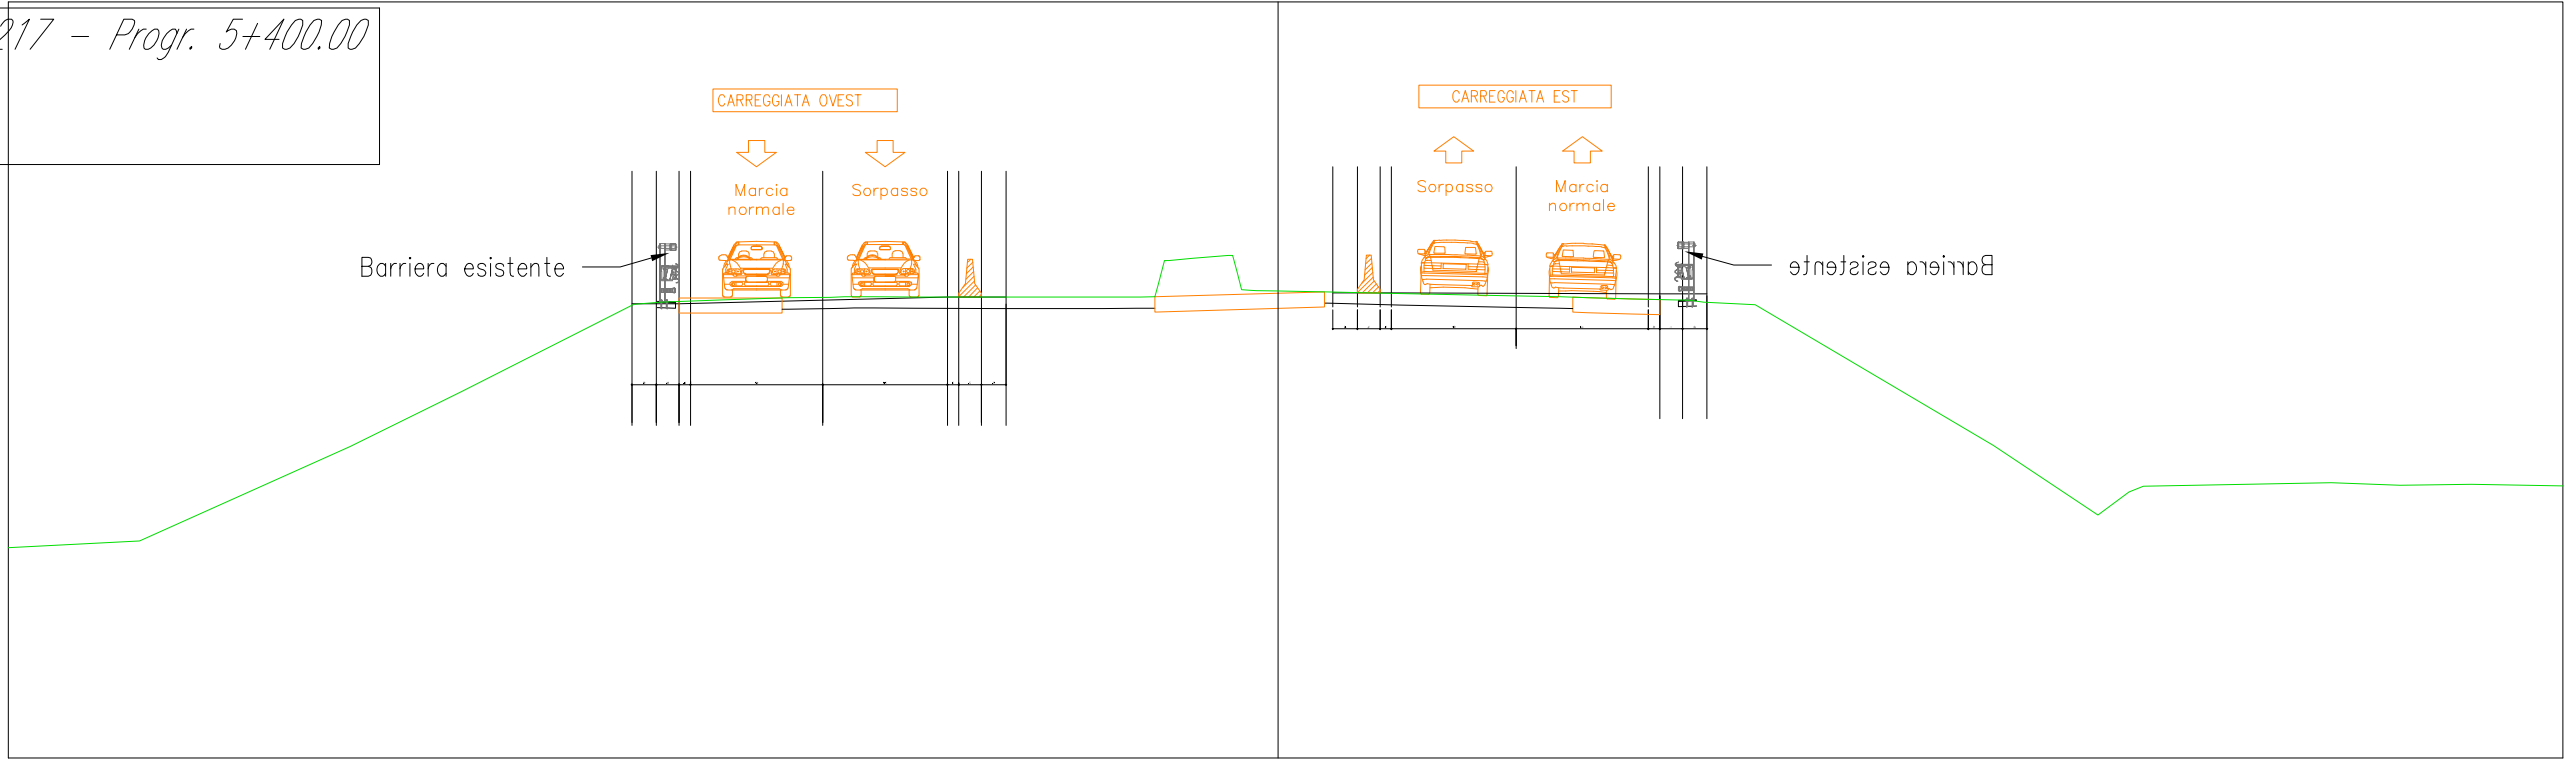 217 - Progr. 5+400.00
CARREGGIATA OVEST
CARREGGIATA EST
Marcia
normale
Sorpasso
Sorpasso
Marcia
normale
Barriera esistente
Barriera esistente